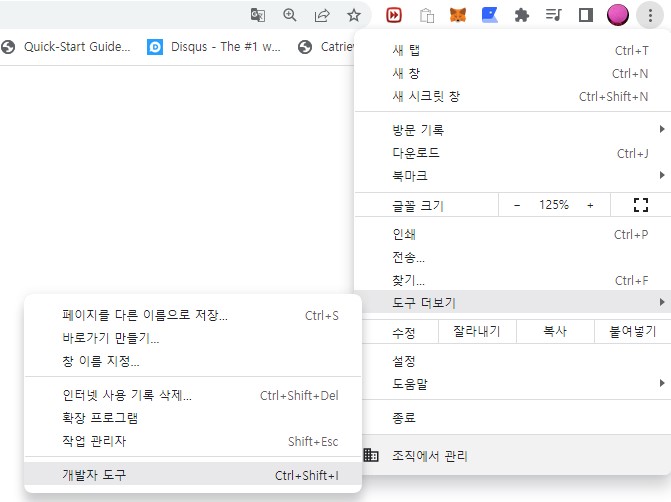 Quick-Start Guide...
Disqus - The #1 w...
Catriev
새 탭 Ctrl+T
새 창 Ctrl+N
새 시크릿 창 Ctrl+Shift+N
방문 기록
다운로드 Ctrl+J
북마크
글꼴 크기 - 125% +
인쇄 Ctrl+P
전송...
찾기... Ctrl+F
도구 더보기
수정 잘라내기 복사 붙여넣기
설정
도움말
종료
조직에서 관리
페이지를 다른 이름으로 저장... Ctrl+S
바로가기 만들기...
창 이름 지정...
인터넷 사용 기록 삭제... Ctrl+Shift+Del
확장 프로그램
작업 관리자 Shift+Esc
개발자 도구 Ctrl+Shift+I